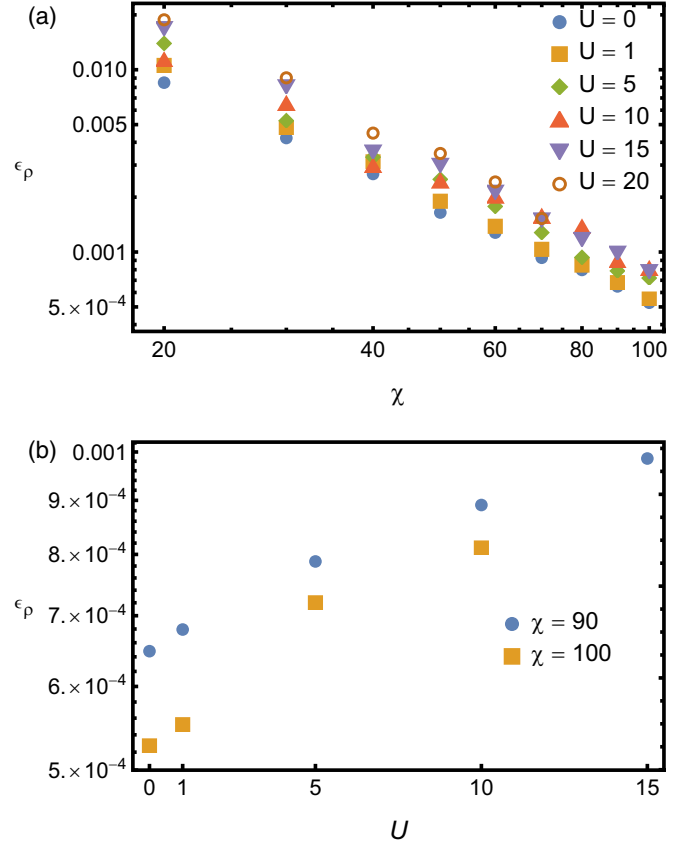 (a)
U = 0
U = 1
U = 5
U = 10
U = 15
U = 20
0.010
0.005
0.001
5.×10⁻⁴
ϵρ
20
30
40
60
80
100
χ
(b)
0.001
9.×10⁻⁴
8.×10⁻⁴
7.×10⁻⁴
6.×10⁻⁴
5.×10⁻⁴
ϵρ
χ = 90
χ = 100
0
1
5
10
15
U